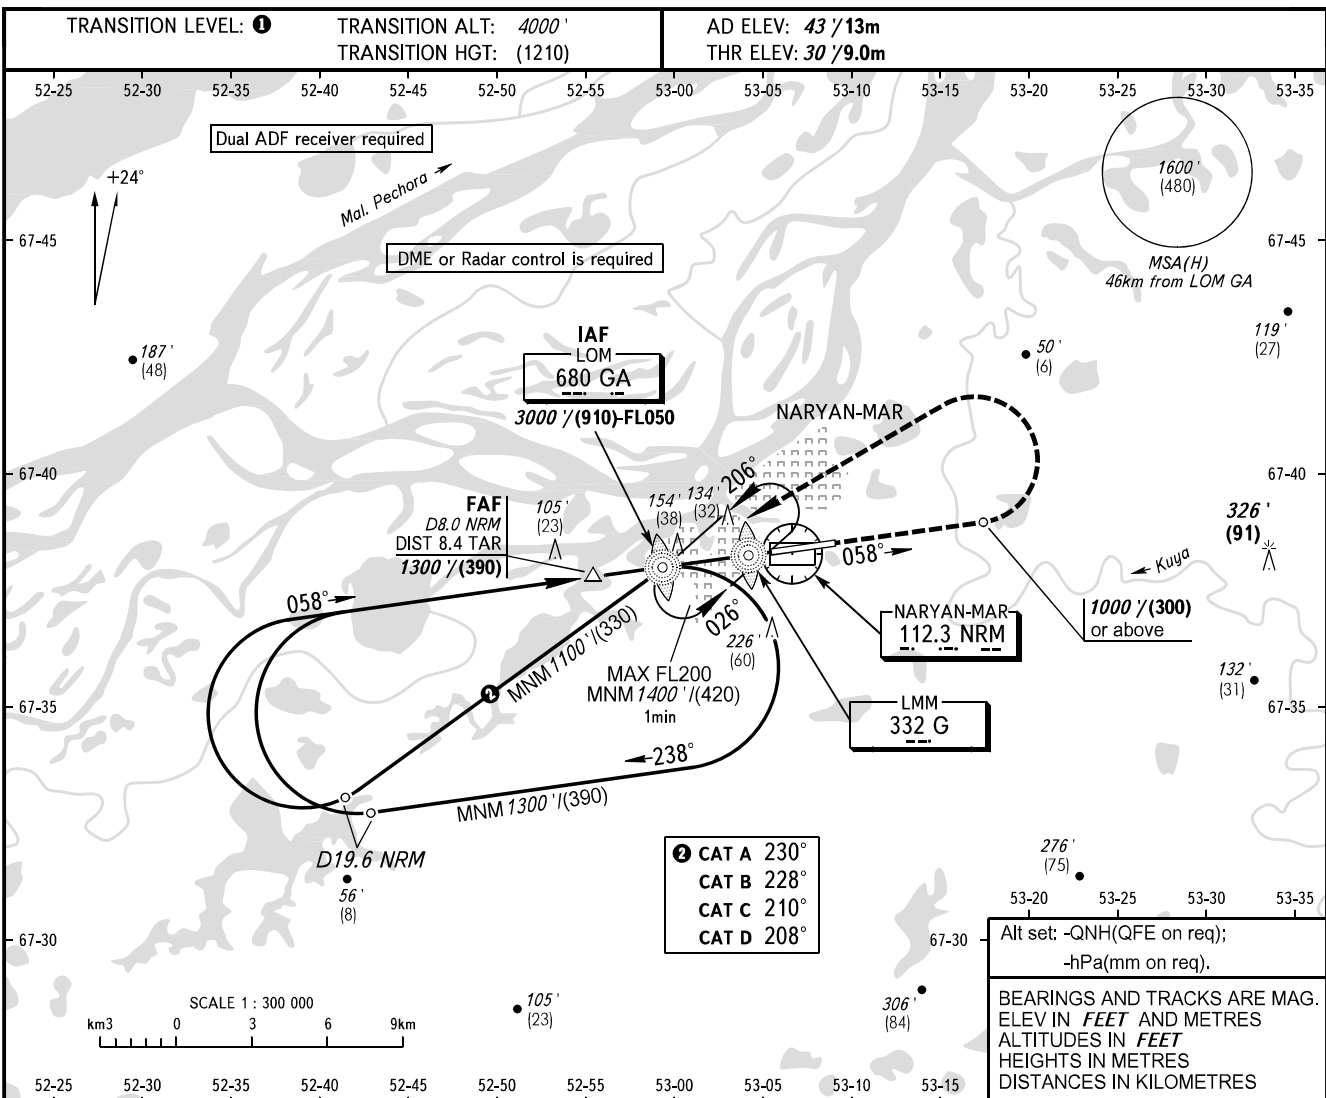 TRANSITION LEVEL: ❶
TRANSITION ALT: 4000 '
TRANSITION HGT: (1210)
AD ELEV: 43 '/13m
THR ELEV: 30 '/9.0m
52-25 52-30 52-35 52-40 52-45 52-50 52-55 53-00 53-05 53-10 53-15 53-20 53-25 53-30 53-35
Dual ADF receiver required
+24°
Mal. Pechora
1600 '
(480)
67-45
67-45
DME or Radar control is required
MSA(H)
46km from LOM GA
119 '
(27)
50 '
(6)
187 '
(48)
IAF
LOM
680 GA
3000 '/(910)-FL050
NARYAN-MAR
67-40
67-40
206°
FAF
D8.0 NRM
DIST 8.4 TAR
1300 '/(390)
105 '
(23)
154 '
(38)
134 '
(32)
326 '
(91)
058°
Kuya
058°
026°
MNM 1100 '/(330)
226 '
(60)
NARYAN-MAR
112.3 NRM
1000 '/(300)
or above
MAX FL200
MNM 1400 '/(420)
1min
132 '
(31)
❷
67-35
67-35
LMM
332 G
238°
MNM 1300 '/(390)
D19.6 NRM
56 '
(8)
❷ CAT A 230°
CAT B 228°
CAT C 210°
CAT D 208°
276 '
(75)
53-20 53-25 53-30 53-35
67-30
67-30
Alt set: -QNH(QFE on req);
-hPa(mm on req).
SCALE 1 : 300 000
km3 0 3 6 9km
105 '
(23)
306 '
(84)
BEARINGS AND TRACKS ARE MAG.
ELEV IN FEET AND METRES
ALTITUDES IN FEET
HEIGHTS IN METRES
DISTANCES IN KILOMETRES
52-25 52-30 52-35 52-40 52-45 52-50 52-55 53-00 53-05 53-10 53-15